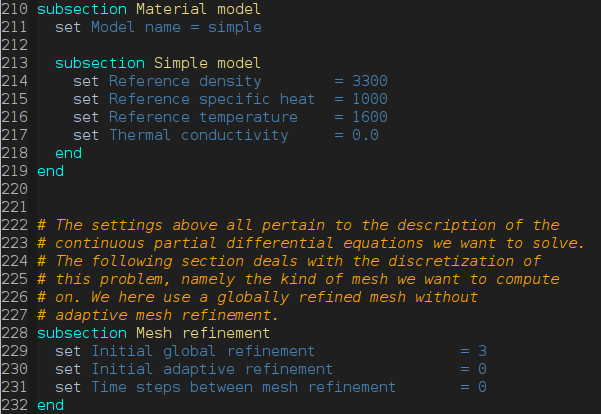 210 subsection Material model
211   set Model name = simple
212
213   subsection Simple model
214     set Reference density        = 3300
215     set Reference specific heat  = 1000
216     set Reference temperature    = 1600
217     set Thermal conductivity     = 0.0
218   end
219 end
220
221
222 # The settings above all pertain to the description of the
223 # continuous partial differential equations we want to solve.
224 # The following section deals with the discretization of
225 # this problem, namely the kind of mesh we want to compute
226 # on. We here use a globally refined mesh without
227 # adaptive mesh refinement.
228 subsection Mesh refinement
229   set Initial global refinement                = 3
230   set Initial adaptive refinement              = 0
231   set Time steps between mesh refinement       = 0
232 end